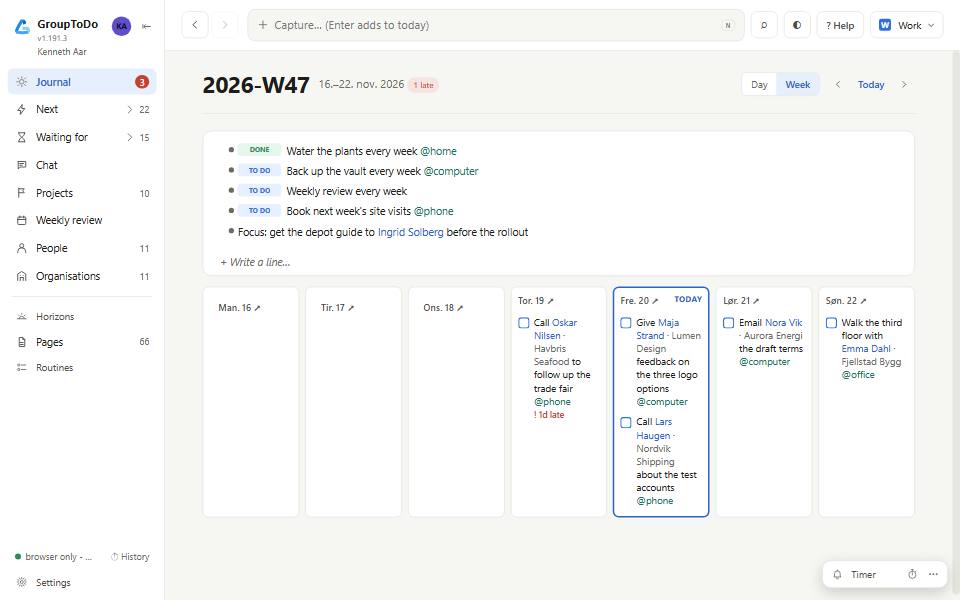 GroupToDo
KA
v1.191.3
Kenneth Aar
Journal 3
Next 22
Waiting for 15
Chat
Projects 10
Weekly review
People 11
Organisations 11
Horizons
Pages 66
Routines
browser only - ...
History
Settings
+ Capture... (Enter adds to today) N
? Help
W Work
2026-W47 16.–22. nov. 2026 1 late
Day Week
Today
DONE Water the plants every week @home
TO DO Back up the vault every week @computer
TO DO Weekly review every week
TO DO Book next week's site visits @phone
Focus: get the depot guide to Ingrid Solberg before the rollout
+ Write a line...
Man. 16 ↗
Tir. 17 ↗
Ons. 18 ↗
Tor. 19 ↗
Call Oskar
Nilsen ·
Havbris
Seafood to
follow up the
trade fair
@phone
! 1d late
Fre. 20 ↗ TODAY
Give Maja
Strand · Lumen
Design
feedback on
the three logo
options
@computer
Call Lars
Haugen ·
Nordvik
Shipping
about the test
accounts
@phone
Lør. 21 ↗
Email Nora Vik
· Aurora Energi
the draft terms
@computer
Søn. 22 ↗
Walk the third
floor with
Emma Dahl ·
Fjellstad Bygg
@office
Timer